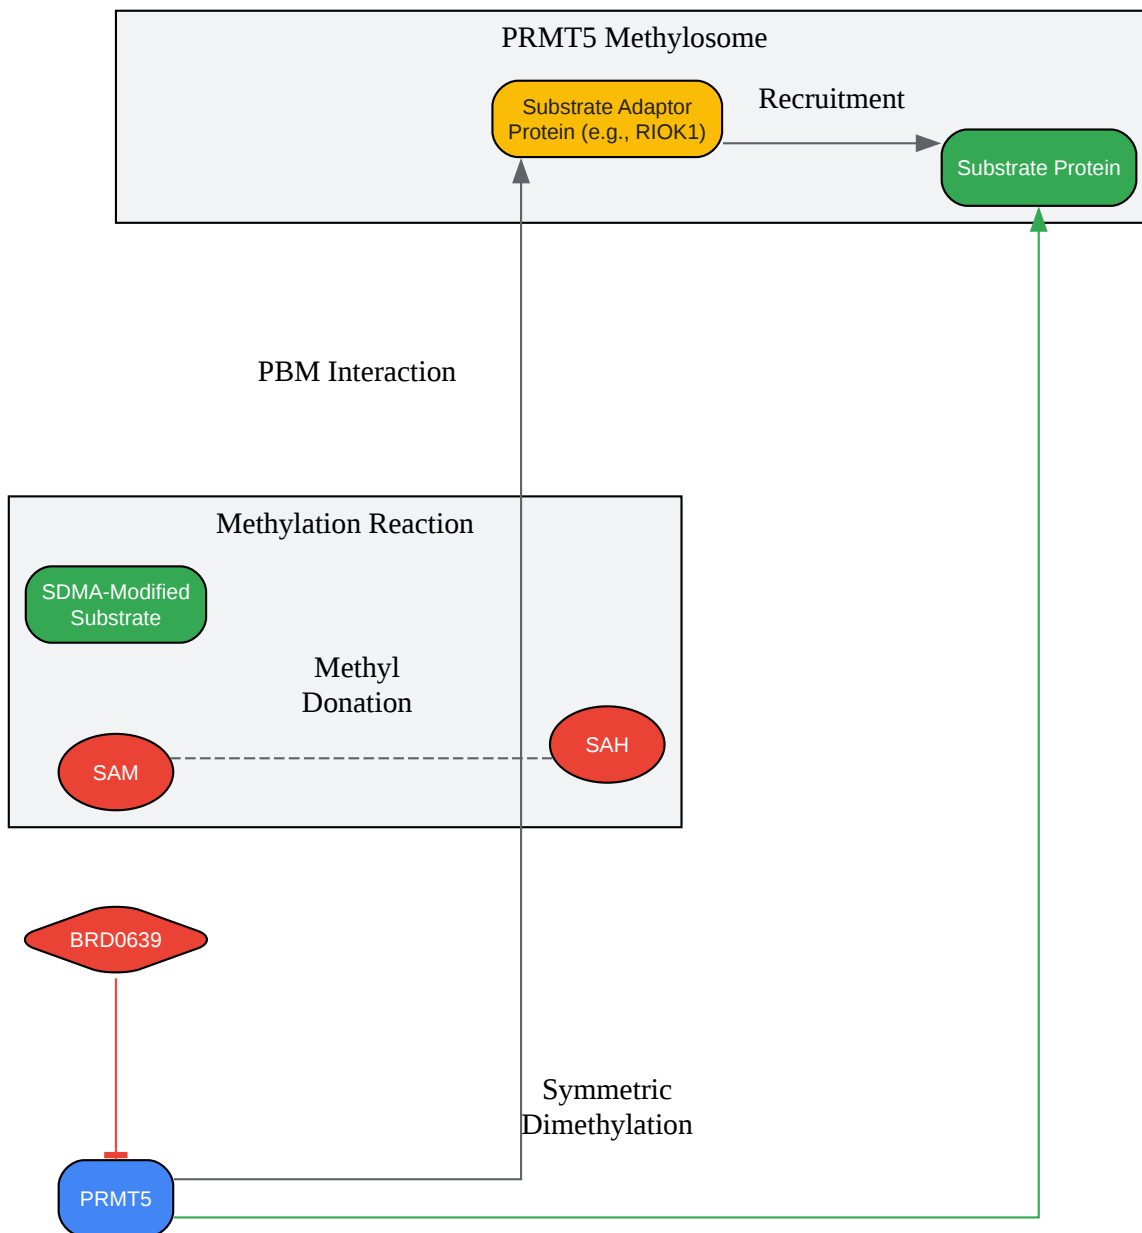 PRMT5 Methylosome
Substrate Adaptor
Protein (e.g., RIOK1)
Recruitment
Substrate Protein
PBM Interaction
Methylation Reaction
SDMA-Modified
Substrate
Methyl
Donation
SAM
SAH
BRD0639
Symmetric
Dimethylation
PRMT5